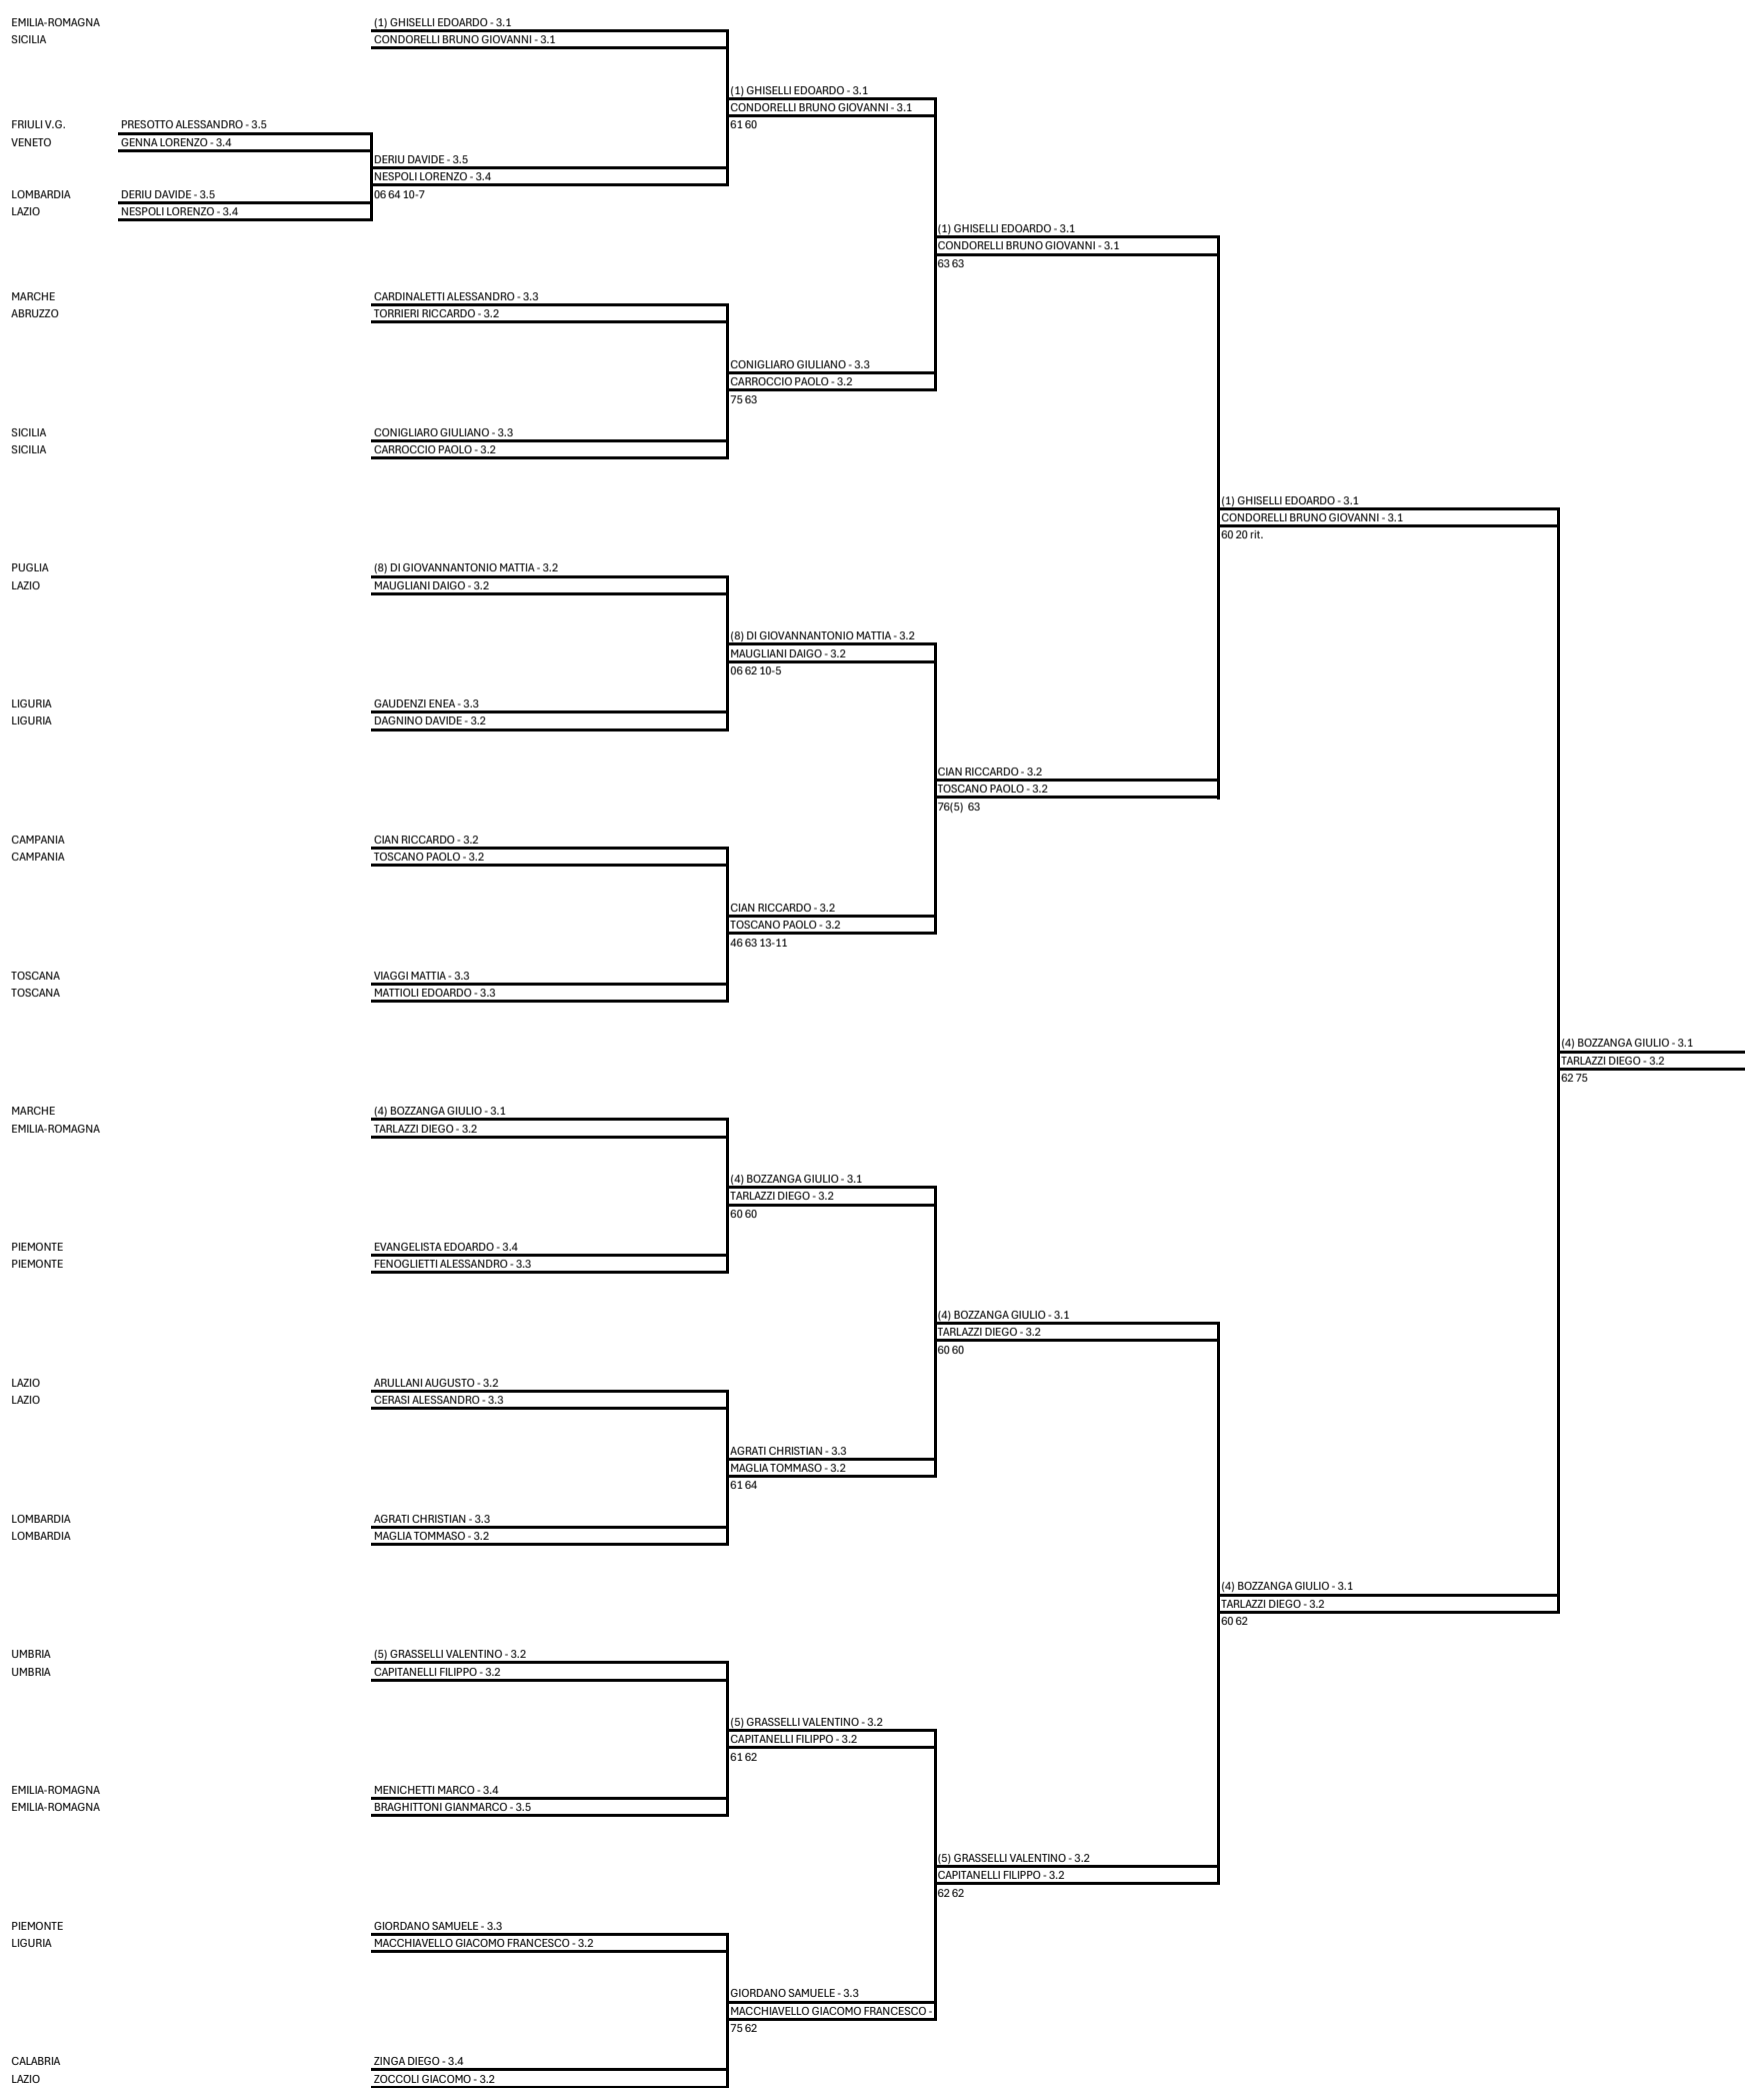 EMILIA-ROMAGNA (1) GHISELLI EDOARDO - 3.1
SICILIA CONDORELLI BRUNO GIOVANNI - 3.1
(1) GHISELLI EDOARDO - 3.1
CONDORELLI BRUNO GIOVANNI - 3.1
FRIULI V.G. PRESOTTO ALESSANDRO - 3.5 61 60
VENETO GENNA LORENZO - 3.4
DERIU DAVIDE - 3.5
NESPOLI LORENZO - 3.4
LOMBARDIA DERIU DAVIDE - 3.5 06 64 10-7
LAZIO NESPOLI LORENZO - 3.4
(1) GHISELLI EDOARDO - 3.1
CONDORELLI BRUNO GIOVANNI - 3.1
63 63
MARCHE CARDINALETTI ALESSANDRO - 3.3
ABRUZZO TORRIERI RICCARDO - 3.2
CONIGLIARO GIULIANO - 3.3
CARROCCIO PAOLO - 3.2
75 63
SICILIA CONIGLIARO GIULIANO - 3.3
SICILIA CARROCCIO PAOLO - 3.2
(1) GHISELLI EDOARDO - 3.1
CONDORELLI BRUNO GIOVANNI - 3.1
60 20 rit.
PUGLIA (8) DI GIOVANNANTONIO MATTIA - 3.2
LAZIO MAUGLIANI DAIGO - 3.2
(8) DI GIOVANNANTONIO MATTIA - 3.2
MAUGLIANI DAIGO - 3.2
06 62 10-5
LIGURIA GAUDENZI ENEA - 3.3
LIGURIA DAGNINO DAVIDE - 3.2
CIAN RICCARDO - 3.2
TOSCANO PAOLO - 3.2
76(5) 63
CAMPANIA CIAN RICCARDO - 3.2
CAMPANIA TOSCANO PAOLO - 3.2
CIAN RICCARDO - 3.2
TOSCANO PAOLO - 3.2
46 63 13-11
TOSCANA VIAGGI MATTIA - 3.3
TOSCANA MATTIOLI EDOARDO - 3.3
(4) BOZZANGA GIULIO - 3.1
TARLAZZI DIEGO - 3.2
62 75
MARCHE (4) BOZZANGA GIULIO - 3.1
EMILIA-ROMAGNA TARLAZZI DIEGO - 3.2
(4) BOZZANGA GIULIO - 3.1
TARLAZZI DIEGO - 3.2
60 60
PIEMONTE EVANGELISTA EDOARDO - 3.4
PIEMONTE FENOGLIETTI ALESSANDRO - 3.3
(4) BOZZANGA GIULIO - 3.1
TARLAZZI DIEGO - 3.2
60 60
LAZIO ARULLANI AUGUSTO - 3.2
LAZIO CERASI ALESSANDRO - 3.3
AGRATI CHRISTIAN - 3.3
MAGLIA TOMMASO - 3.2
61 64
LOMBARDIA AGRATI CHRISTIAN - 3.3
LOMBARDIA MAGLIA TOMMASO - 3.2
(4) BOZZANGA GIULIO - 3.1
TARLAZZI DIEGO - 3.2
60 62
UMBRIA (5) GRASSELLI VALENTINO - 3.2
UMBRIA CAPITANELLI FILIPPO - 3.2
(5) GRASSELLI VALENTINO - 3.2
CAPITANELLI FILIPPO - 3.2
61 62
EMILIA-ROMAGNA MENICHETTI MARCO - 3.4
EMILIA-ROMAGNA BRAGHITTONI GIANMARCO - 3.5
(5) GRASSELLI VALENTINO - 3.2
CAPITANELLI FILIPPO - 3.2
62 62
PIEMONTE GIORDANO SAMUELE - 3.3
LIGURIA MACCHIAVELLO GIACOMO FRANCESCO - 3.2
GIORDANO SAMUELE - 3.3
MACCHIAVELLO GIACOMO FRANCESCO -
75 62
CALABRIA ZINGA DIEGO - 3.4
LAZIO ZOCCOLI GIACOMO - 3.2